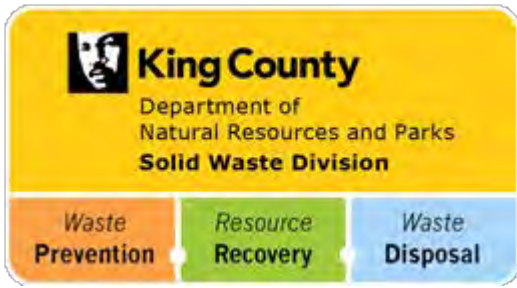 King County
Department of
Natural Resources and Parks
Solid Waste Division
Waste Resource Waste
Prevention Recovery Disposal